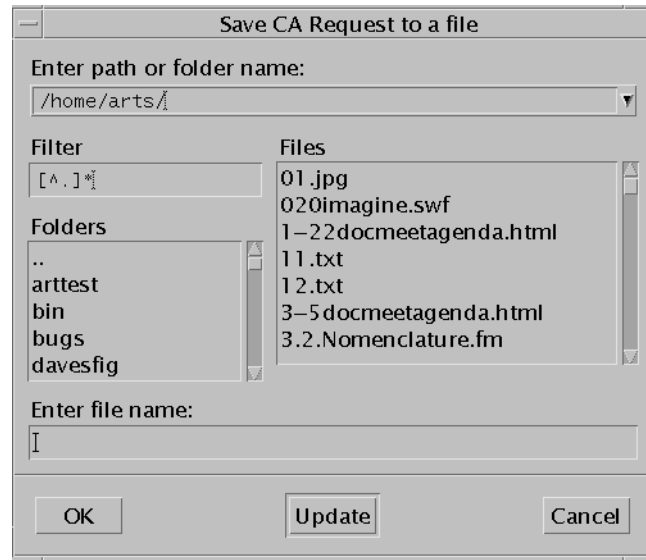 Save CA Request to a file
Enter path or folder name:
/home/arts/
Filter
[^.]*
Folders
..
arttest
bin
bugs
davesfig
Files
01.jpg
020imagine.swf
1–22docmeetagenda.html
11.txt
12.txt
3–5docmeetagenda.html
3.2.Nomenclature.fm
Enter file name:
OK
Update
Cancel